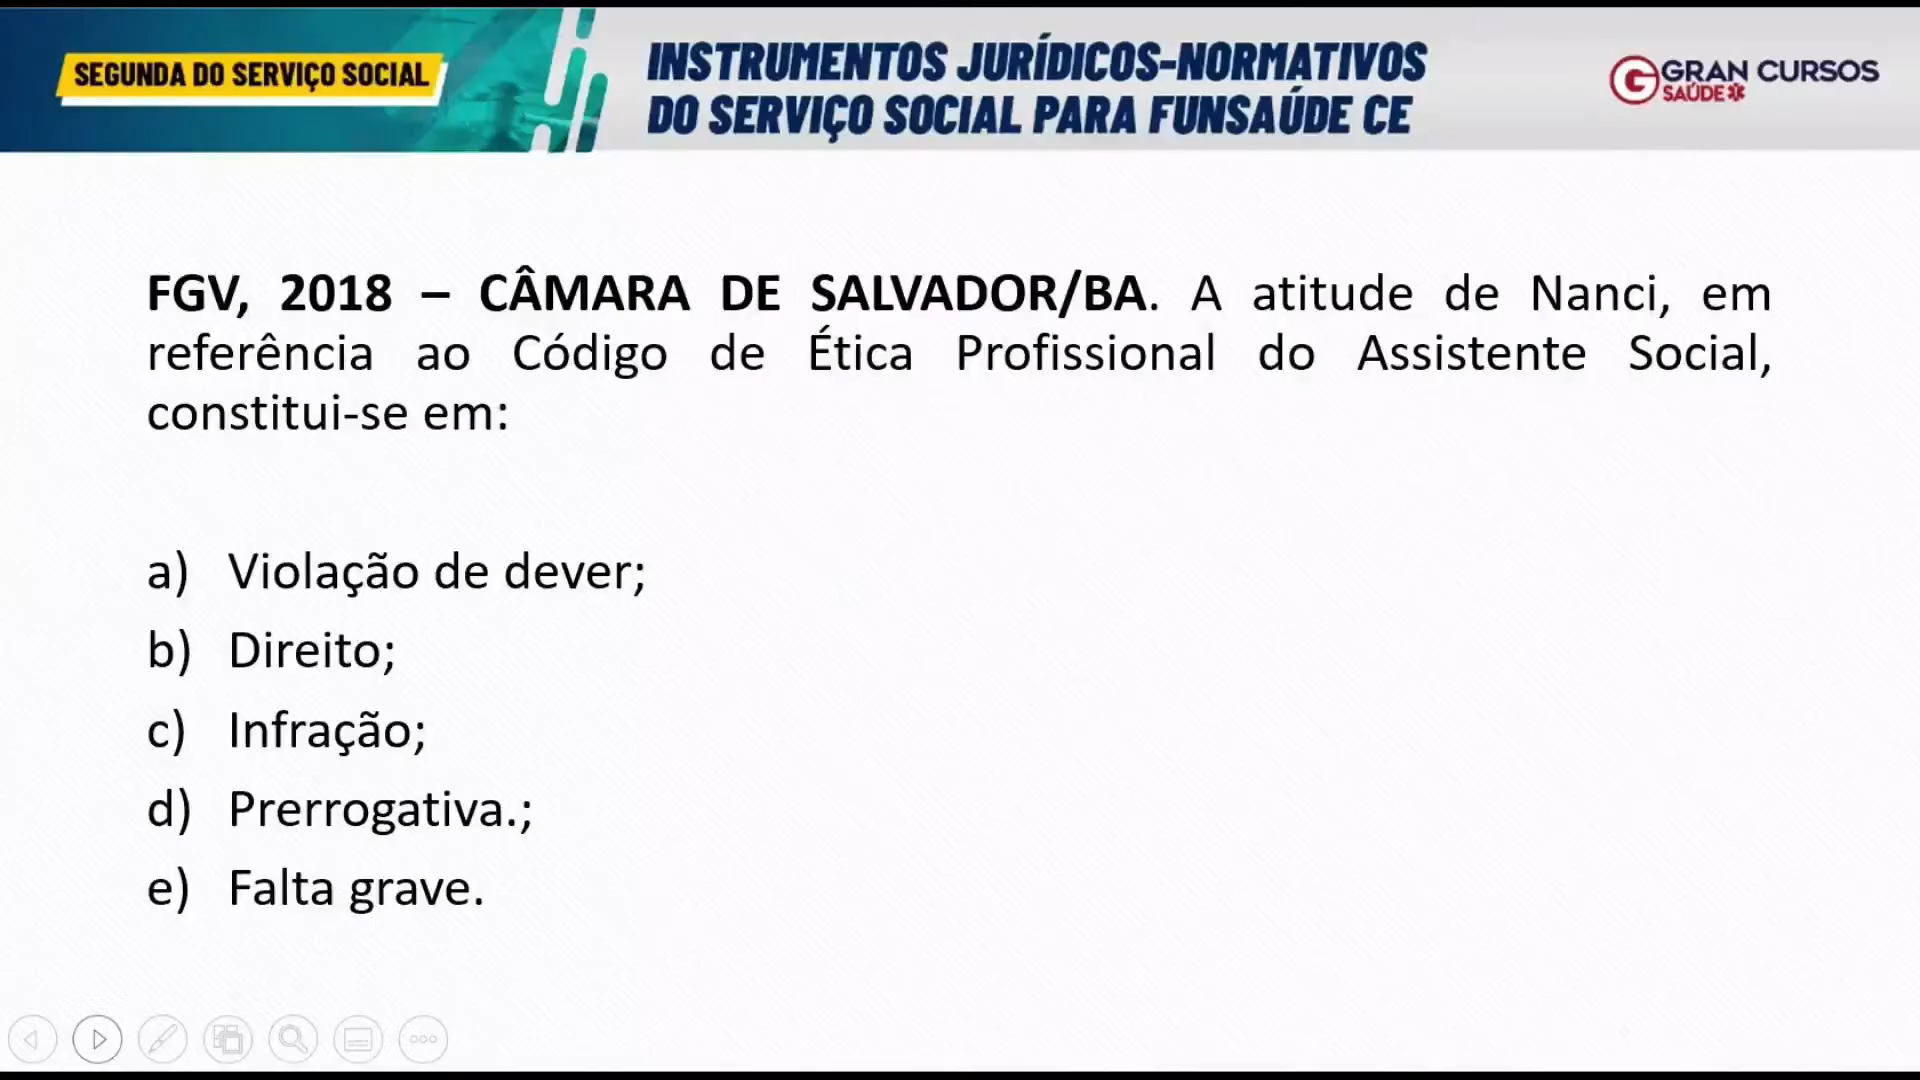 SEGUNDA DO SERVIÇO SOCIAL
INSTRUMENTOS JURÍDICOS-NORMATIVOS
DO SERVIÇO SOCIAL PARA FUNSAÚDE CE
GRAN CURSOS
SAÚDE
FGV, 2018 – CÂMARA DE SALVADOR/BA. A atitude de Nanci, em
referência ao Código de Ética Profissional do Assistente Social,
constitui-se em:
a) Violação de dever;
b) Direito;
c) Infração;
d) Prerrogativa.;
e) Falta grave.